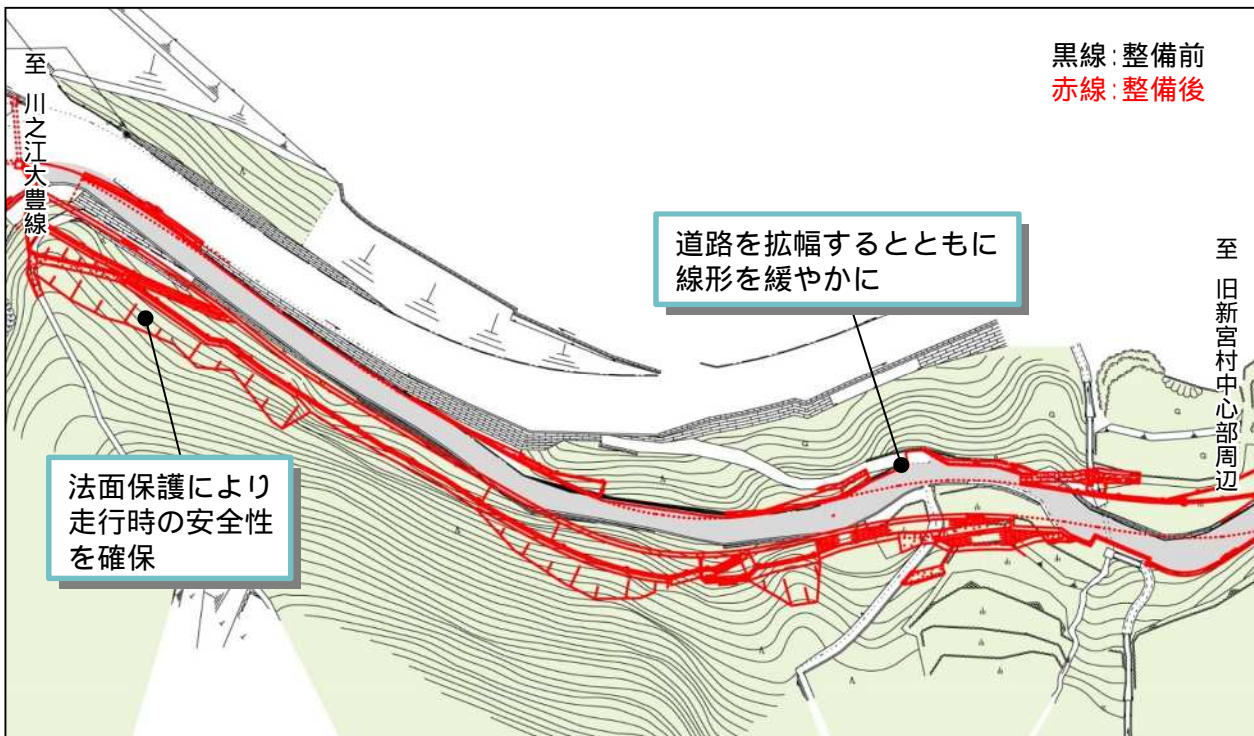 黒線:整備前
赤線:整備後
至 川之江大豊線
道路を拡幅するとともに
線形を緩やかに
至 旧新宮村中心部周辺
法面保護により
走行時の安全性
を確保